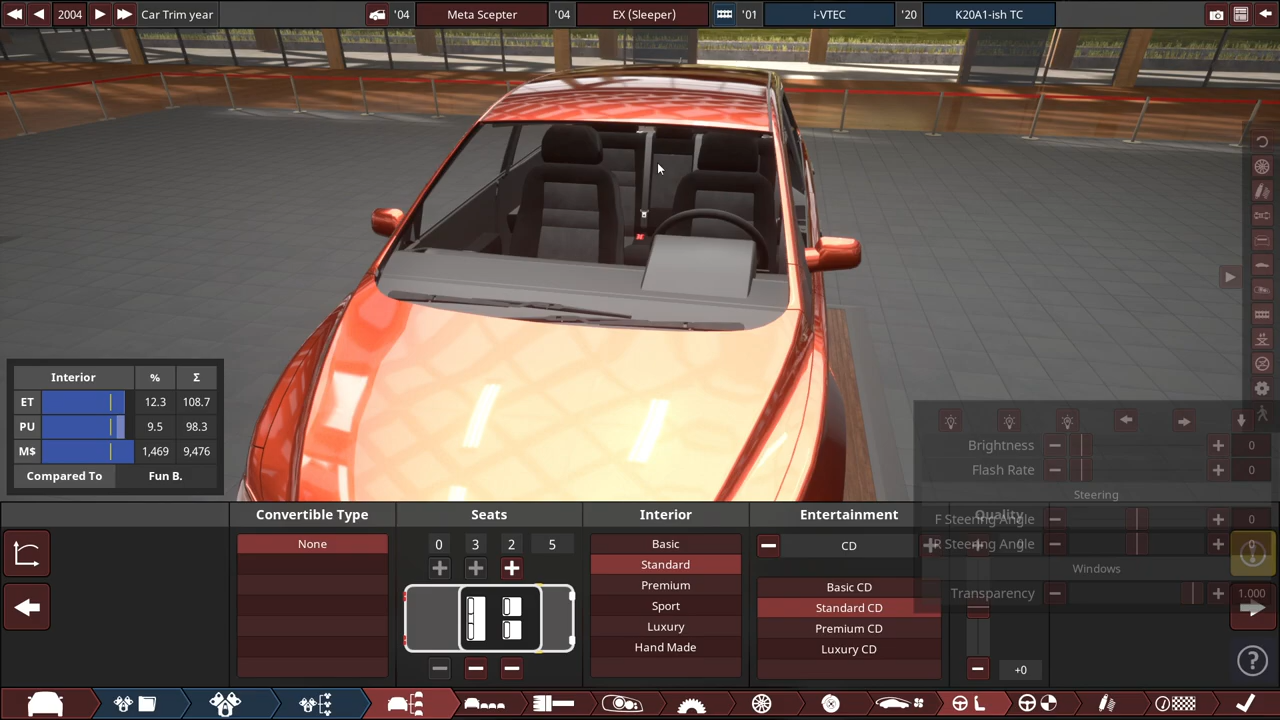 2004 Car Trim year '04 Meta Scepter '04 EX (Sleeper) '01 i-VTEC '20 K20A1-ish TC
Interior % Σ
ET 12.3 108.7
PU 9.5 98.3
M$ 1,469 9,476
Compared To Fun B.
Brightness 0
Flash Rate 0
Steering
F Steering Angle 0
R Steering Angle 0
Windows
Transparency 1.000
Convertible Type
None
Seats
0 3 2 5
Interior
Basic
Standard
Premium
Sport
Luxury
Hand Made
Entertainment
CD
Basic CD
Standard CD
Premium CD
Luxury CD
Quality
+0